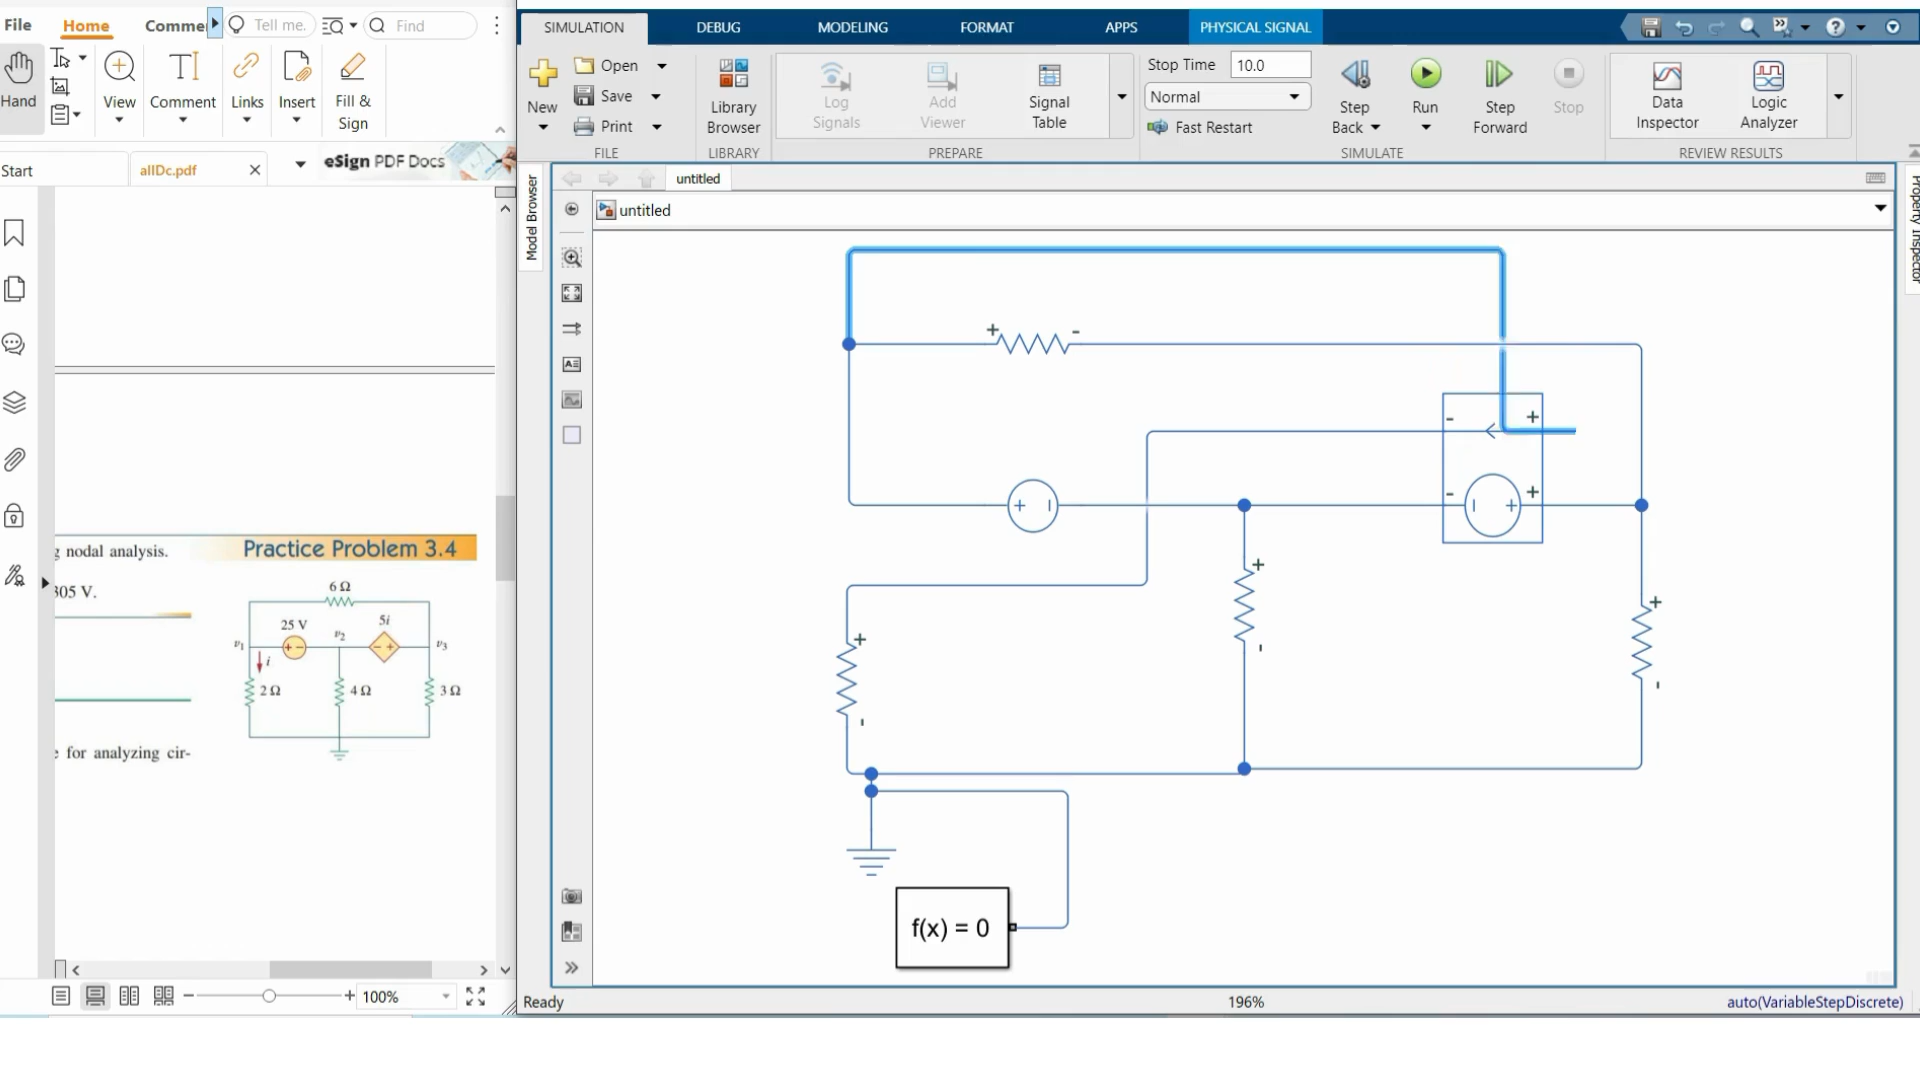 File
Home
Comme
Tell me.
Find
Hand
View
Comment
Links
Insert
Fill &
Sign
Start
allDc.pdf
eSign PDF Docs
g nodal analysis.
Practice Problem 3.4
305 V.
6 Ω
25 V
v2
5i
v1
+ -
- +
v3
i
2 Ω
4 Ω
3 Ω
e for analyzing cir-
100%
SIMULATION
DEBUG
MODELING
FORMAT
APPS
PHYSICAL SIGNAL
New
Open
Save
Print
FILE
Library
Browser
LIBRARY
Log
Signals
Add
Viewer
Signal
Table
PREPARE
Stop Time
10.0
Normal
Fast Restart
Step
Back
Run
Step
Forward
Stop
SIMULATE
Data
Inspector
Logic
Analyzer
REVIEW RESULTS
Model Browser
untitled
untitled
Property Inspector
+ -
- +
- +
+
+
+
f(x) = 0
Ready
196%
auto(VariableStepDiscrete)